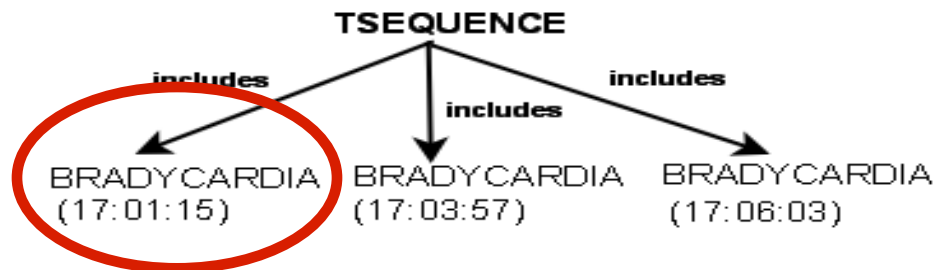 TSEQUENCE
includes
includes
includes
BRADYCARDIA BRADYCARDIA BRADYCARDIA
(17:01:15) (17:03:57) (17:06:03)